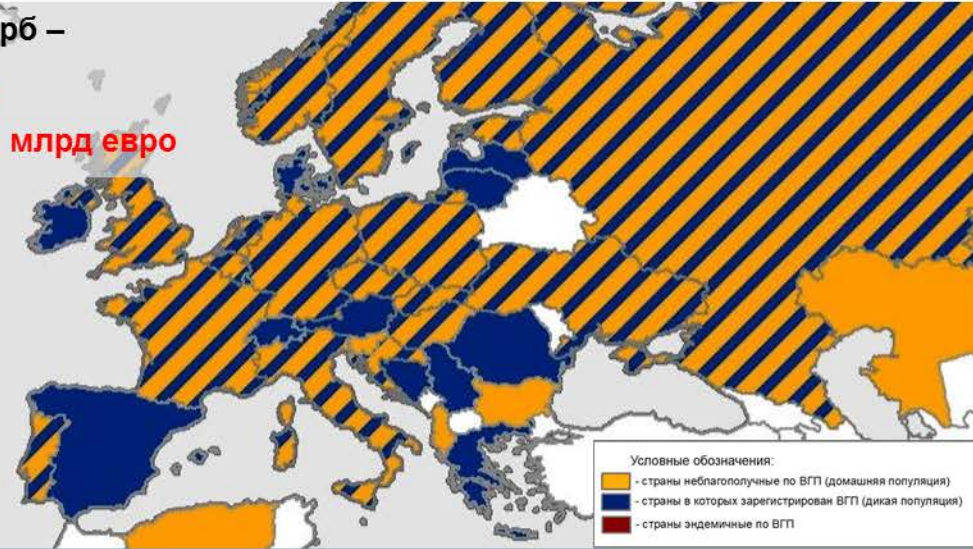 рб –
млрд евро
Условные обозначения:
- страны неблагополучные по ВГП (домашняя популяция)
- страны в которых зарегистрирован ВГП (дикая популяция)
- страны эндемичные по ВГП